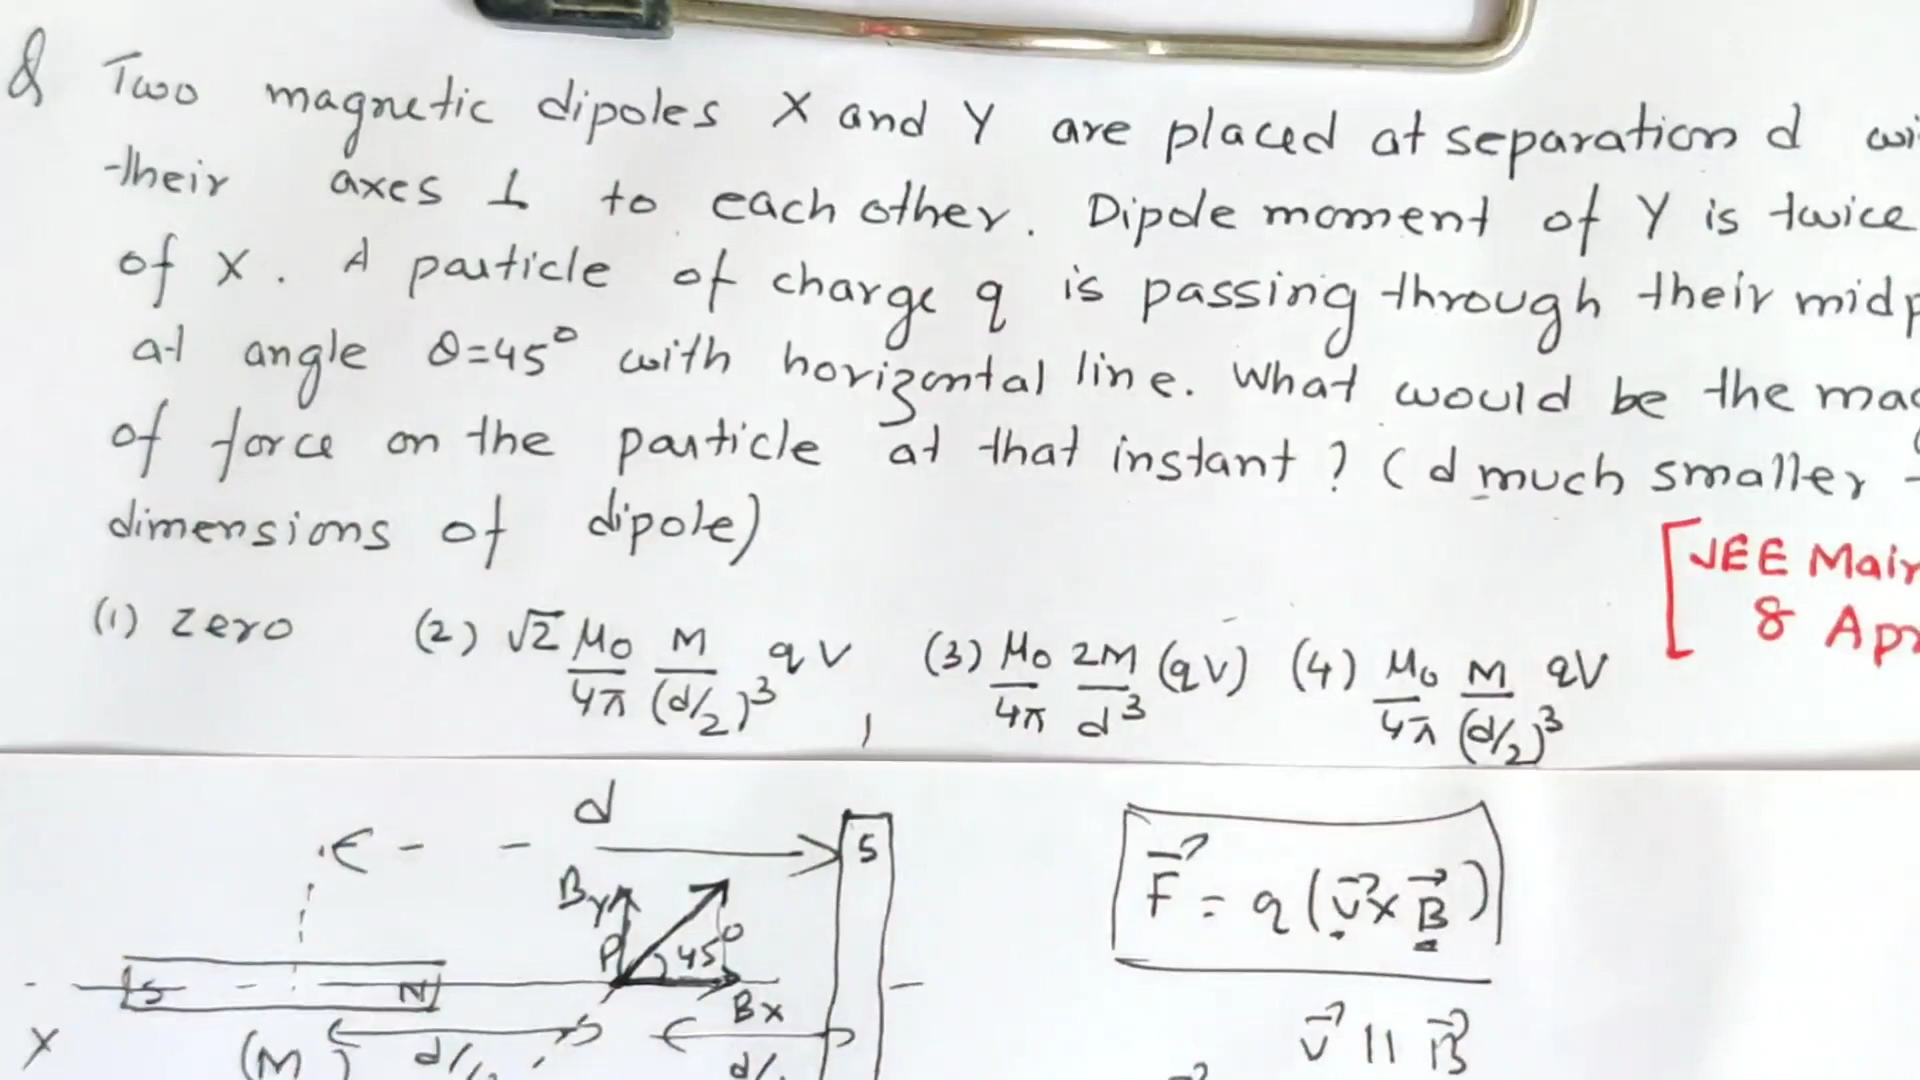 Q Two magnetic dipoles X and Y are placed at separation d
their axes ⊥ to each other. Dipole moment of Y is twice
of X. A particle of charge q is passing through their
at angle θ=45° with horizontal line. What would be the
of force on the particle at that instant? (d much smaller
dimensions of dipole)
[JEE Main
8 Apr
(1) zero (2) √2 μ₀/4π M/(d/2)³ qV , (3) μ₀/4π 2M/d³ (qV) (4) μ₀/4π M/(d/2)³ qV
d
S
By
P 45°
S N
Bx
X (M) d/2 d/
F⃗ = q(v⃗×B⃗)
v⃗ || B⃗